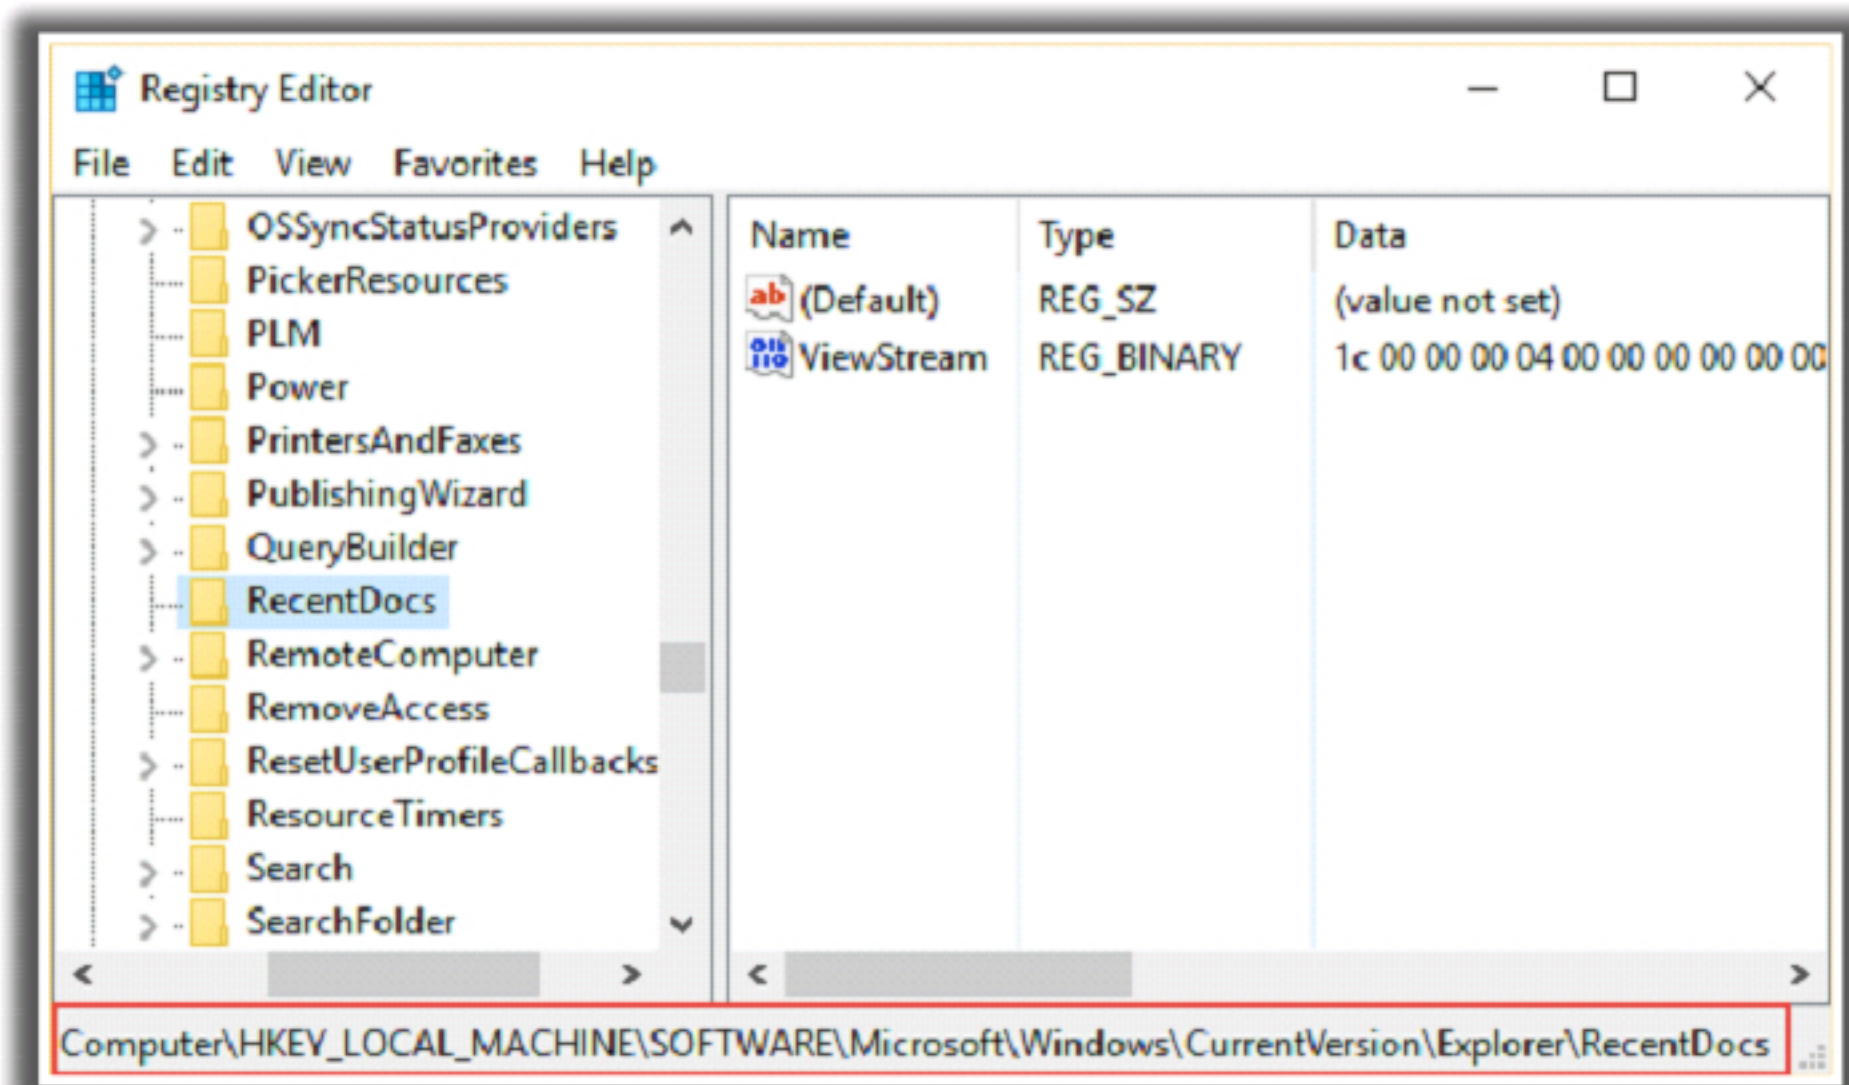 Registry Editor
File Edit View Favorites Help
OSSyncStatusProviders
PickerResources
PLM
Power
PrintersAndFaxes
PublishingWizard
QueryBuilder
RecentDocs
RemoteComputer
RemoveAccess
ResetUserProfileCallbacks
ResourceTimers
Search
SearchFolder
Name Type Data
(Default) REG_SZ (value not set)
ViewStream REG_BINARY 1c 00 00 00 04 00 00 00 00 00 00
Computer\HKEY_LOCAL_MACHINE\SOFTWARE\Microsoft\Windows\CurrentVersion\Explorer\RecentDocs